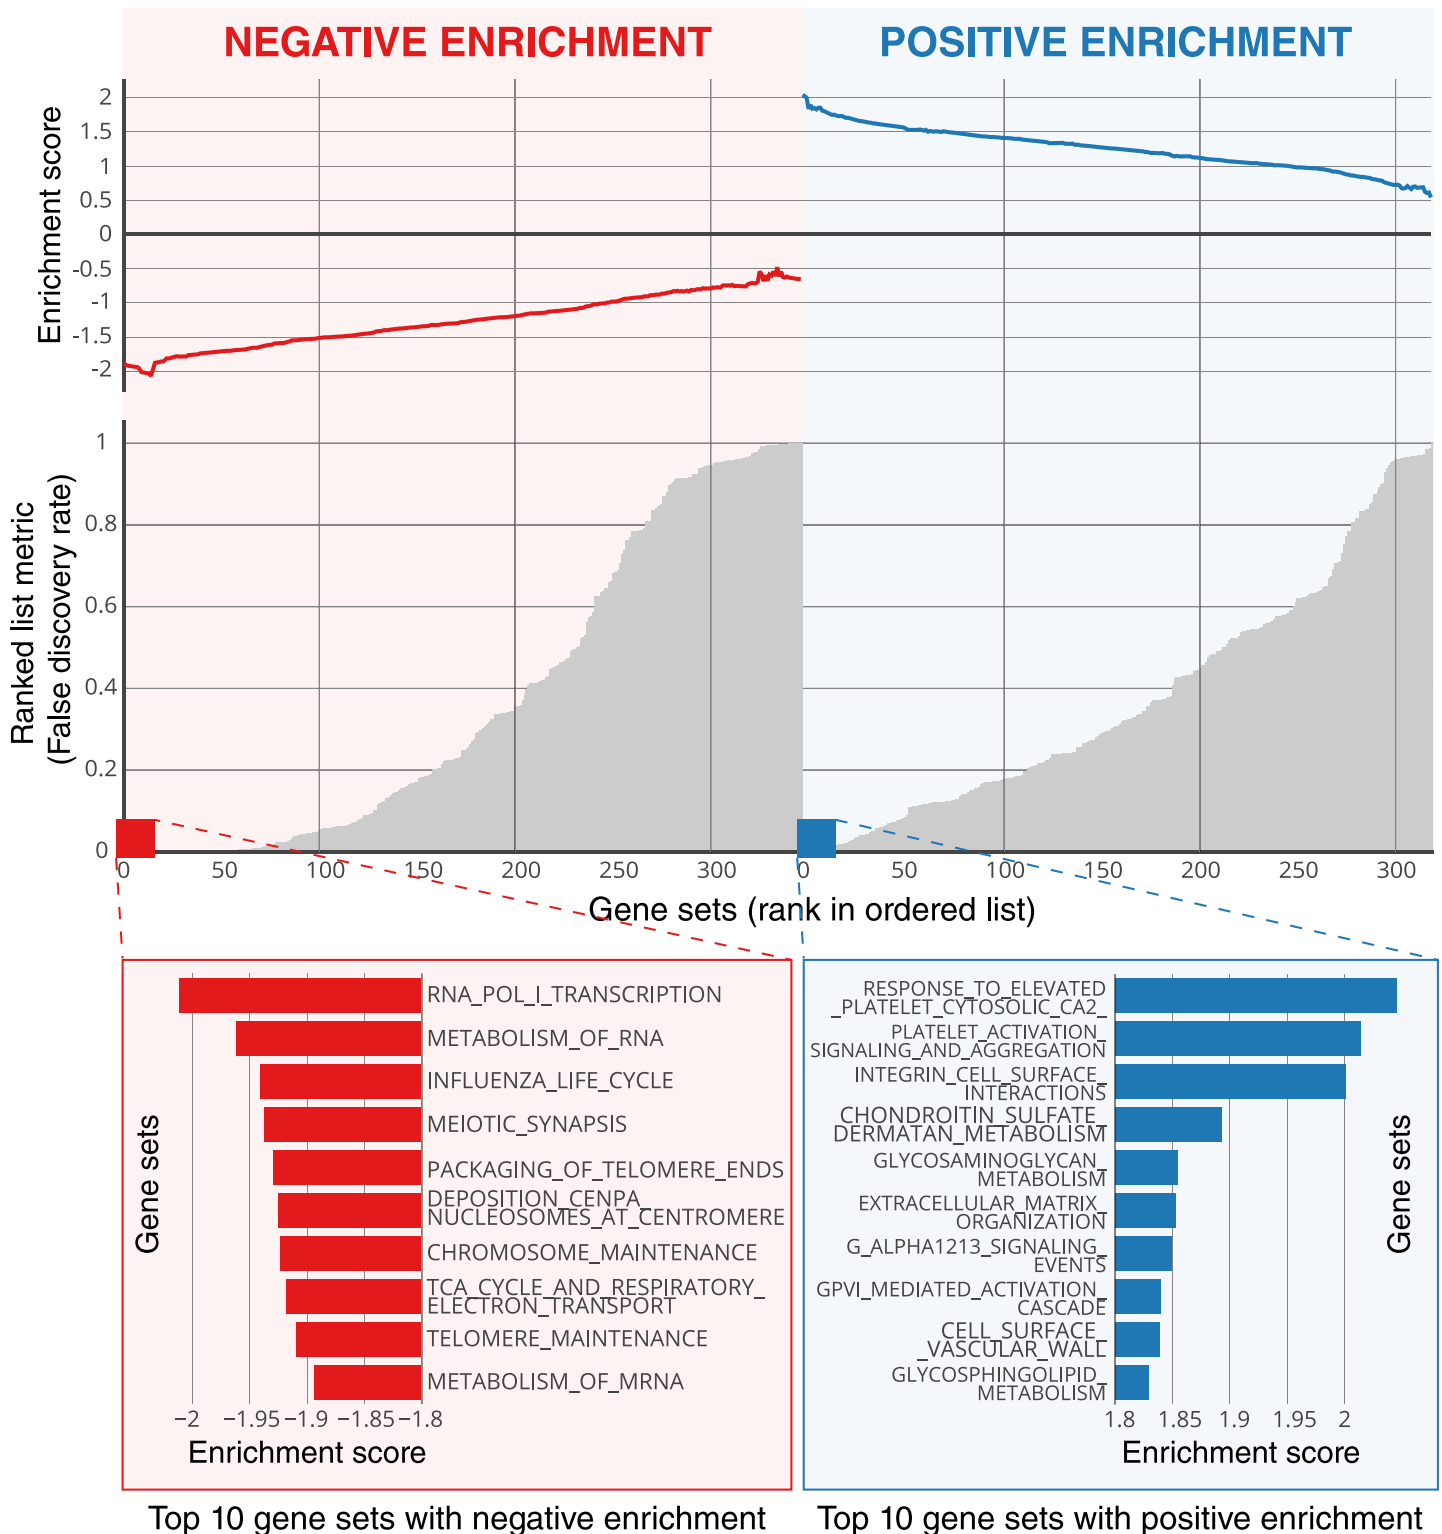 NEGATIVE ENRICHMENT
POSITIVE ENRICHMENT
Enrichment score
2
1.5
1
0.5
0
-0.5
-1
-1.5
-2
Ranked list metric
(False discovery rate)
1
0.8
0.6
0.4
0.2
0
0 50 100 150 200 250 300
0 50 100 150 200 250 300
Gene sets (rank in ordered list)
Gene sets
RNA_POL_I_TRANSCRIPTION
METABOLISM_OF_RNA
INFLUENZA_LIFE_CYCLE
MEIOTIC_SYNAPSIS
PACKAGING_OF_TELOMERE_ENDS
DEPOSITION_CENPA_
NUCLEOSOMES_AT_CENTROMERE
CHROMOSOME_MAINTENANCE
TCA_CYCLE_AND_RESPIRATORY_
ELECTRON_TRANSPORT
TELOMERE_MAINTENANCE
METABOLISM_OF_MRNA
−2 −1.95 −1.9 −1.85 −1.8
Enrichment score
Top 10 gene sets with negative enrichment
RESPONSE_TO_ELEVATED
_PLATELET_CYTOSOLIC_CA2_
PLATELET_ACTIVATION_
SIGNALING_AND_AGGREGATION
INTEGRIN_CELL_SURFACE_
INTERACTIONS
CHONDROITIN_SULFATE_
DERMATAN_METABOLISM
GLYCOSAMINOGLYCAN_
METABOLISM
EXTRACELLULAR_MATRIX_
ORGANIZATION
G_ALPHA1213_SIGNALING_
EVENTS
GPVI_MEDIATED_ACTIVATION_
CASCADE
CELL_SURFACE_
_VASCULAR_WALL
GLYCOSPHINGOLIPID_
METABOLISM
Gene sets
1.8 1.85 1.9 1.95 2
Enrichment score
Top 10 gene sets with positive enrichment